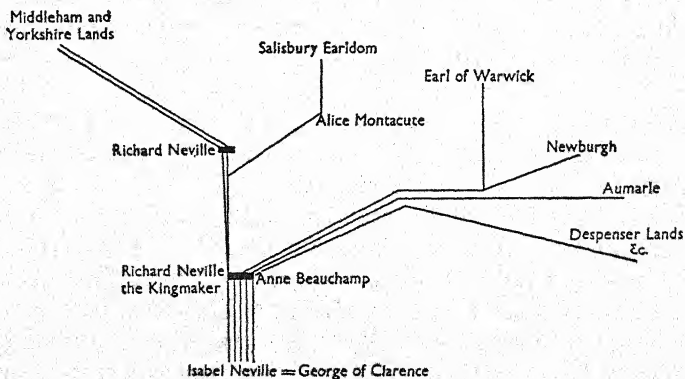 Middleham and
Yorkshire Lands
Salisbury Earldom
Earl of Warwick
Alice Montacute
Richard Neville
Newburgh
Aumarle
Despenser Lands
&c.
Richard Neville
the Kingmaker
Anne Beauchamp
Isabel Neville = George of Clarence